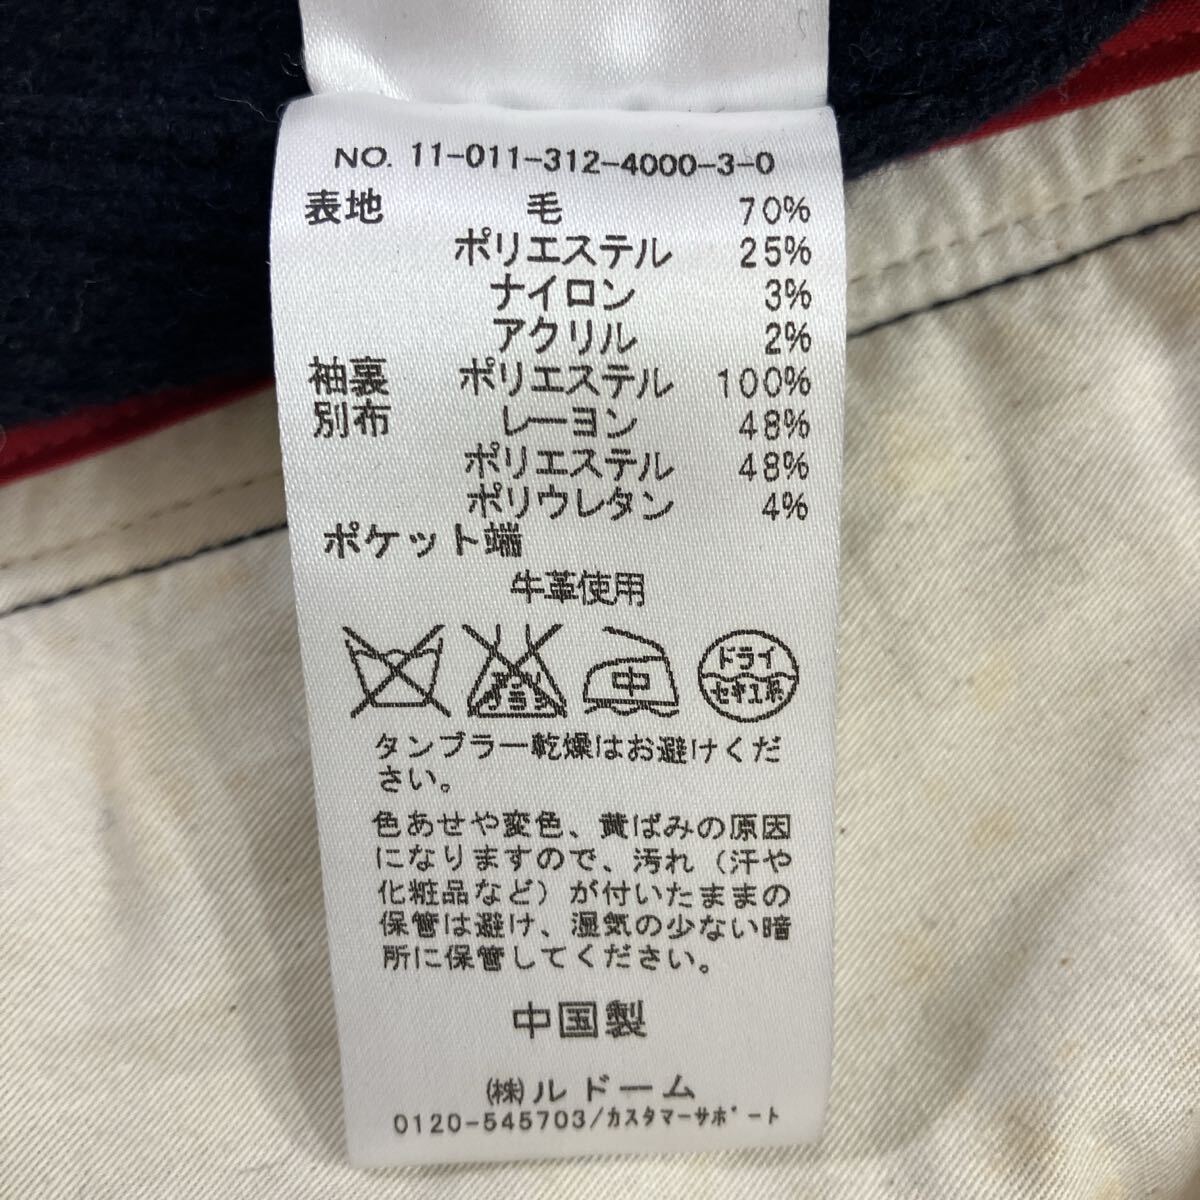 NO. 11-011-312-4000-3-0
表地 毛 70%
ポリエステル 25%
ナイロン 3%
アクリル 2%
袖裏 ポリエステル 100%
別布 レーヨン 48%
ポリエステル 48%
ポリウレタン 4%
ポケット端
牛革使用
エンソ サラシ 中 ドライ セキユ系
タンブラー乾燥はお避けくだ
さい。
色あせや変色、黄ばみの原因
になりますので、汚れ（汗や
化粧品など）が付いたままの
保管は避け、湿気の少ない暗
所に保管してください。
中国製
㈱ルドーム
0120-545703/カスタマーサポート